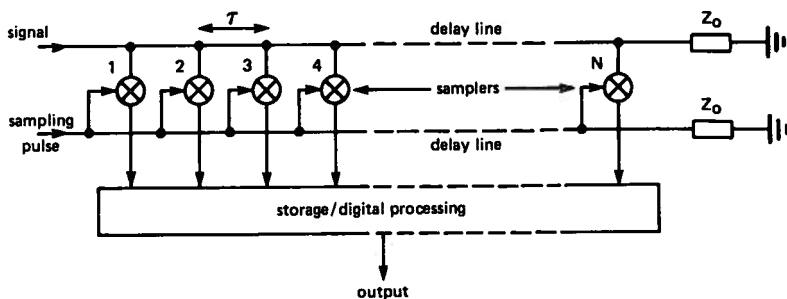 τ
delay line
Z₀
signal
1 2 3 4 N
samplers
Z₀
sampling
pulse
delay line
storage/digital processing
output